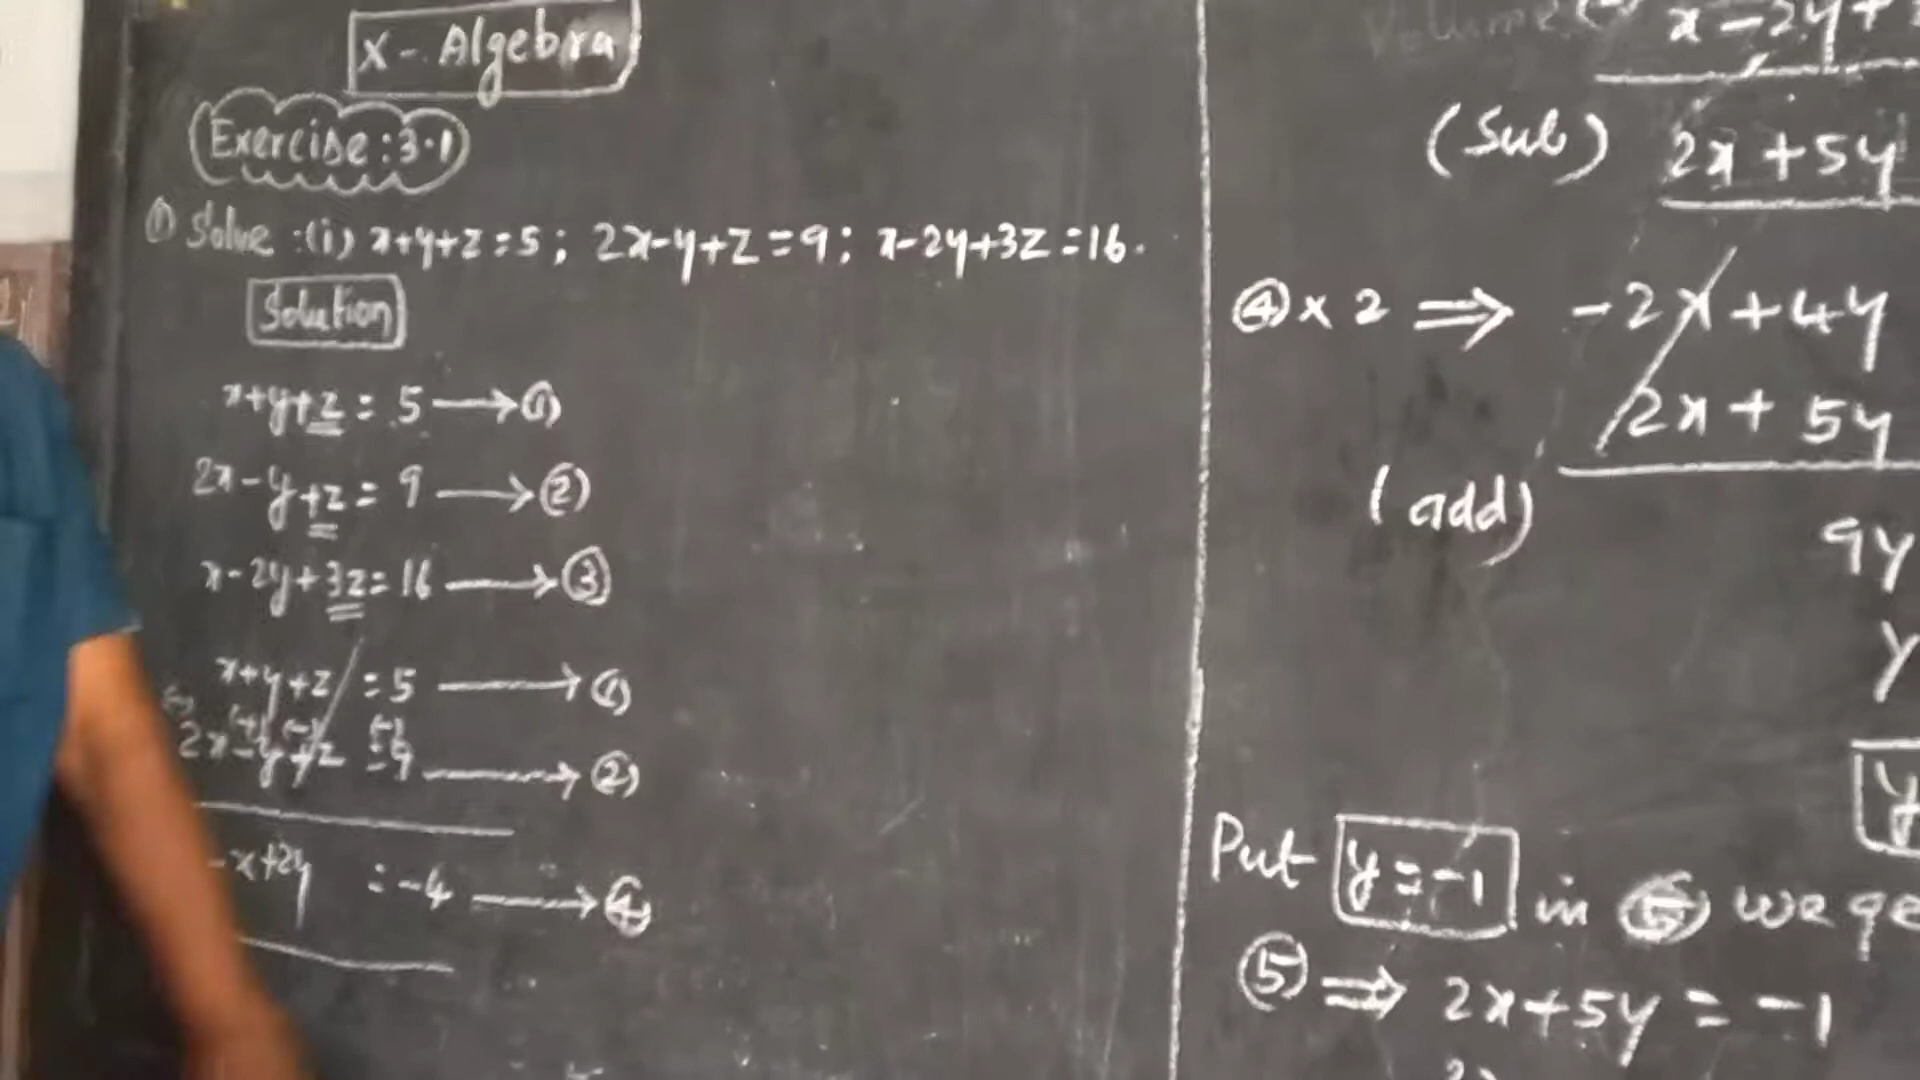 X - Algebra
Exercise : 3.1
① Solve : (i) x+y+z = 5 ; 2x-y+z = 9 ; x-2y+3z = 16.
Solution
x+y+z = 5 → ①
2x-y+z = 9 → ②
x-2y+3z = 16 → ③
x+y+z = 5 → ①
(-) (+) (-) (-)
2x-y+z = 9 → ②
-x+2y = -4 → ④
Volume
x-2y+
(Sub) 2x+5y
④ x 2 ⇒ -2x+4y
2x + 5y
(add)
9y
y
y
Put y = -1 in ⑤ we ge
⑤ ⇒ 2x+5y = -1